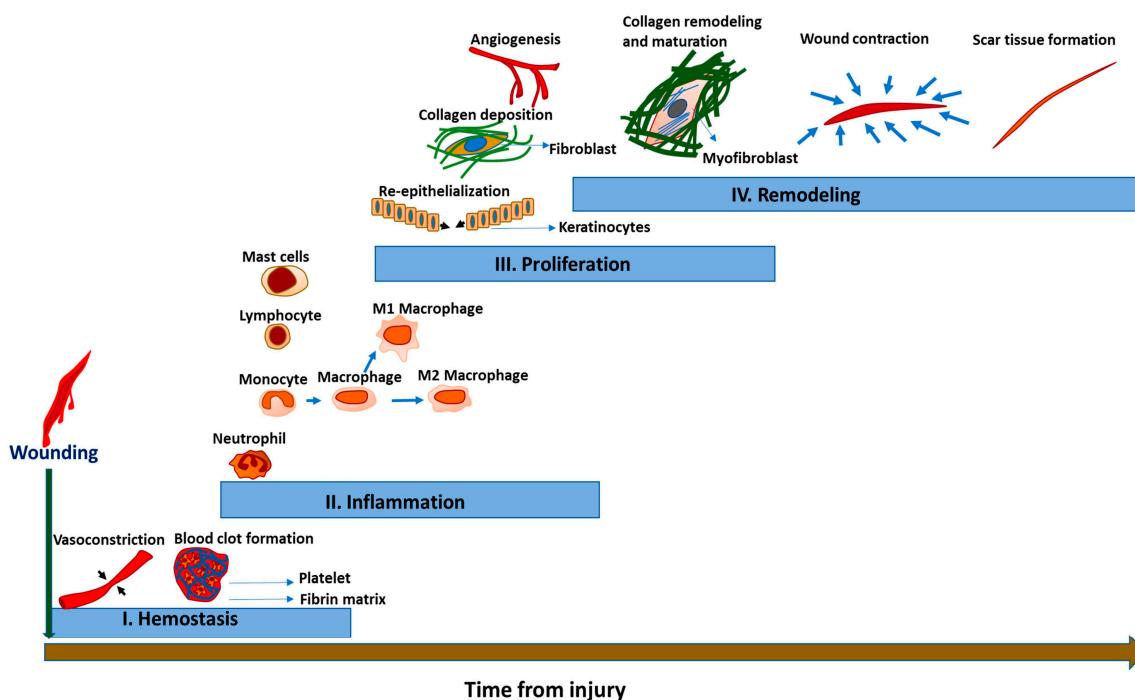 Angiogenesis
Collagen remodeling
and maturation
Wound contraction
Scar tissue formation
Collagen deposition
Fibroblast
Myofibroblast
IV. Remodeling
Re-epithelialization
Keratinocytes
III. Proliferation
Mast cells
Lymphocyte
M1 Macrophage
Monocyte
Macrophage
M2 Macrophage
Neutrophil
Wounding
II. Inflammation
Vasoconstriction
Blood clot formation
Platelet
Fibrin matrix
I. Hemostasis
Time from injury